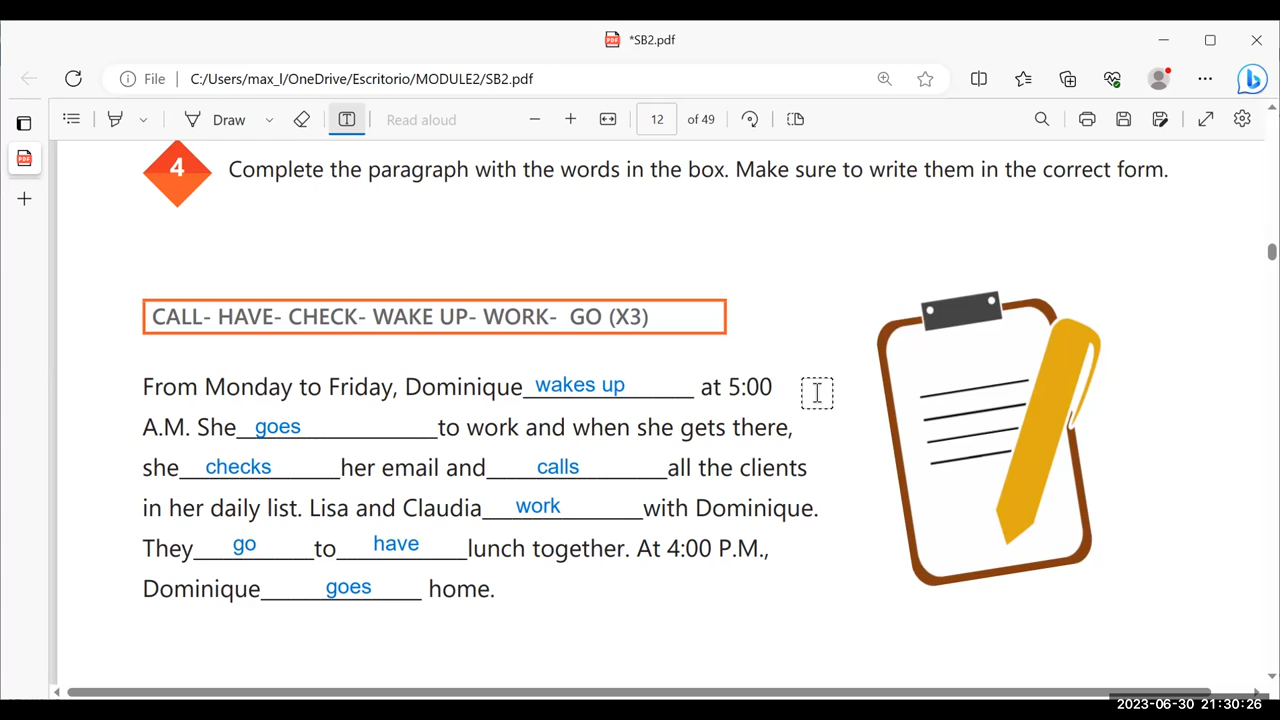 *SB2.pdf
File C:/Users/max_l/OneDrive/Escritorio/MODULE2/SB2.pdf
Draw Read aloud 12 of 49
4 Complete the paragraph with the words in the box. Make sure to write them in the correct form.
CALL- HAVE- CHECK- WAKE UP- WORK- GO (X3)
From Monday to Friday, Dominique wakes up at 5:00
A.M. She goes to work and when she gets there,
she checks her email and calls all the clients
in her daily list. Lisa and Claudia work with Dominique.
They go to have lunch together. At 4:00 P.M.,
Dominique goes home.
2023-06-30 21:30:26